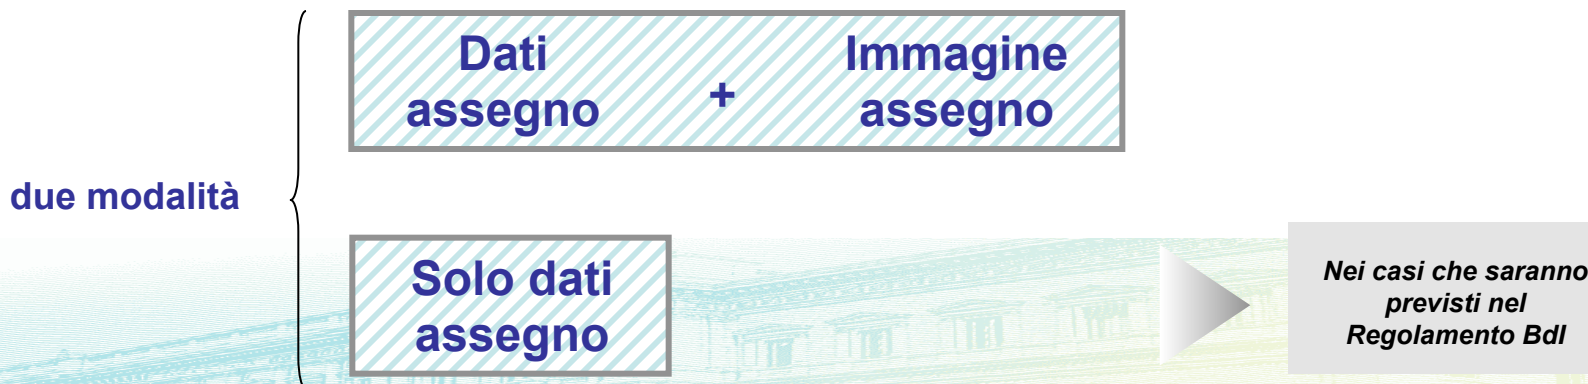 Dati
assegno
+
Immagine
assegno
due modalità
Solo dati
assegno
Nei casi che saranno
previsti nel
Regolamento BdI